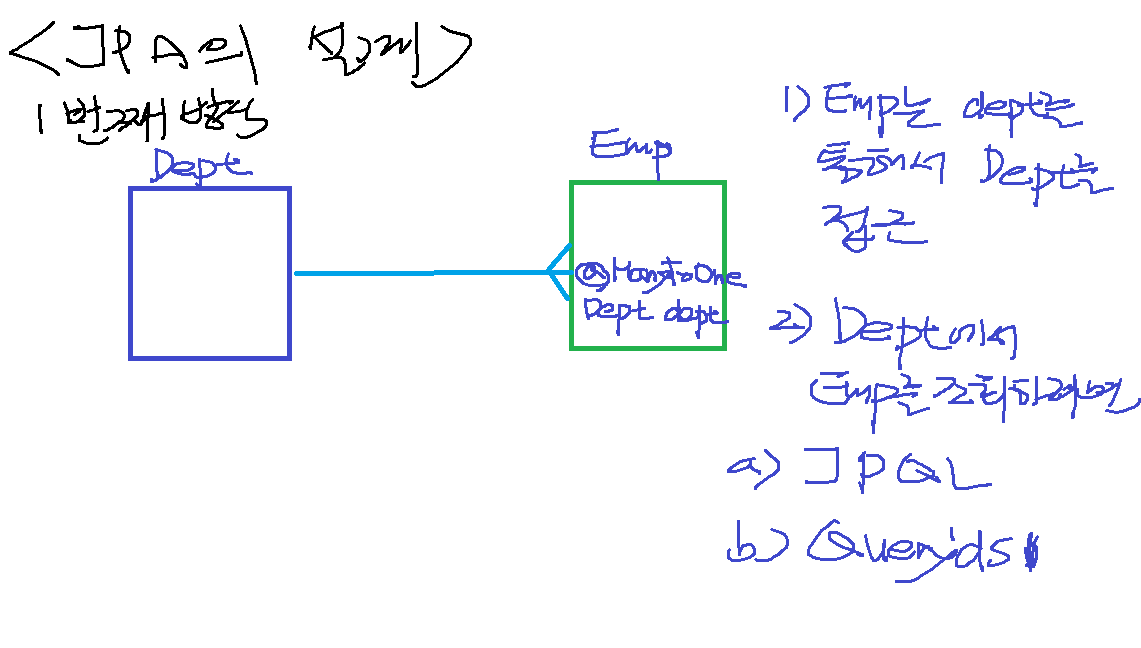 <JPA의 설계>
1번째 방식
Dept
Emp
@ManytoOne
Dept dept
1) Emp는 dept를
통해서 Dept를
접근
2) Dept에서
Emp를 조회하려면
a) JPQL
b) Queryds